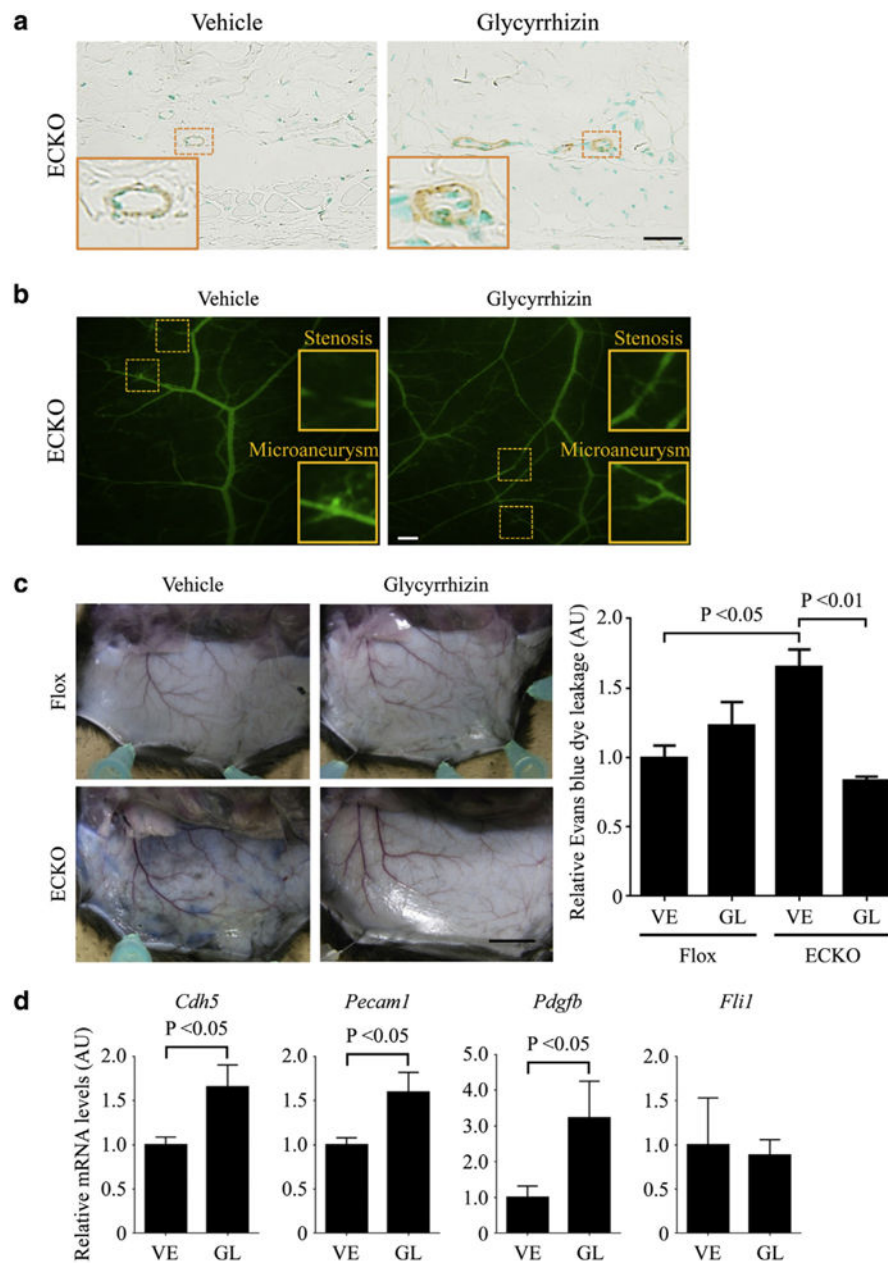 a
Vehicle Glycyrrhizin
ECKO
b
Vehicle Glycyrrhizin
ECKO
Stenosis
Microaneurysm
Stenosis
Microaneurysm
c
Vehicle Glycyrrhizin
Flox
ECKO
Relative Evans blue dye leakage (AU)
2.0
1.5
1.0
0.5
0
P <0.05
P <0.01
VE GL VE GL
Flox ECKO
d
Relative mRNA levels (AU)
Cdh5
P <0.05
2.0
1.5
1.0
0.5
0
VE GL
Pecam1
P <0.05
2.0
1.5
1.0
0.5
0
VE GL
Pdgfb
P <0.05
5.0
4.0
3.0
2.0
1.0
0
VE GL
Fli1
2.0
1.5
1.0
0.5
0
VE GL